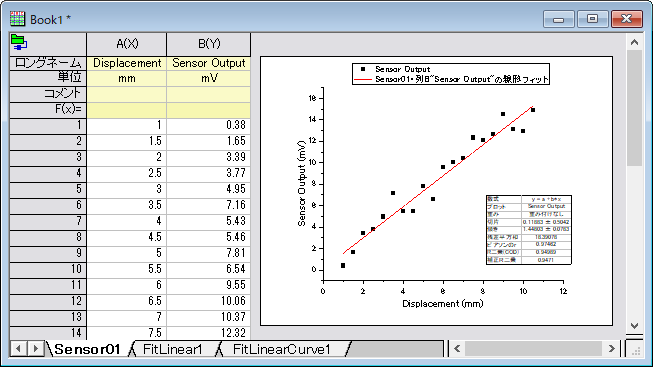 Book1 *
A(X) B(Y)
ロングネーム Displacement Sensor Output
単位 mm mV
コメント
F(x)=
1 1 0.38
2 1.5 1.65
3 2 3.39
4 2.5 3.77
5 3 4.95
6 3.5 7.16
7 4 5.43
8 4.5 5.46
9 5 7.81
10 5.5 6.54
11 6 9.55
12 6.5 10.06
13 7 10.37
14 7.5 12.32
Sensor Output
Sensor01・列B"Sensor Output"の線形フィット
Sensor Output (mV)
16
14
12
10
8
6
4
2
0
0 2 4 6 8 10 12
Displacement (mm)
数式 y = a + b*x
プロット Sensor Output
重み 重み付けなし
切片 0.11883 ± 0.5042
傾き 1.44803 ± 0.0783
残差平方和 18.39078
ピアソンのr 0.97462
R二乗(COD) 0.94989
補正R二乗 0.9471
Sensor01 FitLinear1 FitLinearCurve1